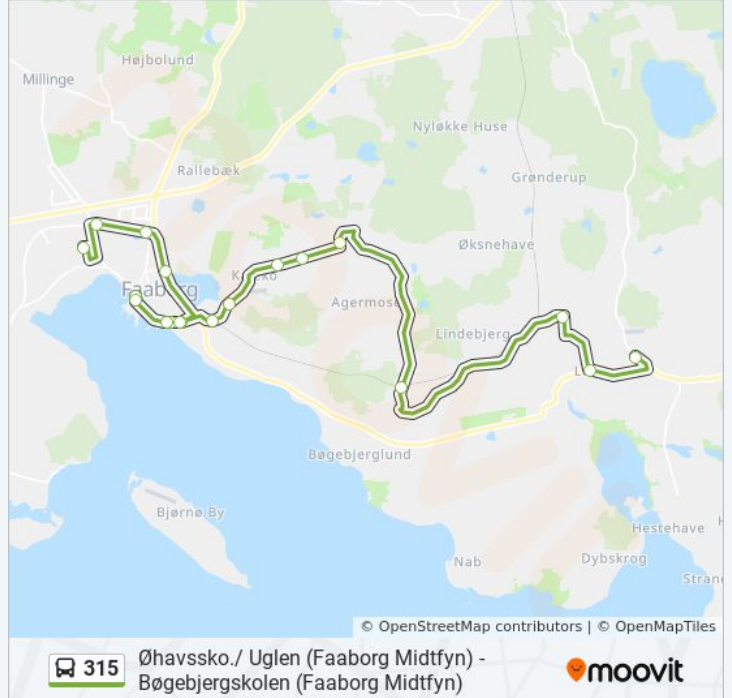 Højbolund
Millinge
Nyløkke Huse
Rallebæk
Grønderup
Øksnehave
Faaborg
Agermose
Lindebjerg
Bøgebjerglund
Bjørnø By
Hestehave
Nab
Dybskrog
© OpenStreetMap contributors | © OpenMapTiles
315
Øhavssko./ Uglen (Faaborg Midtfyn) -
Bøgebjergskolen (Faaborg Midtfyn)
moovit